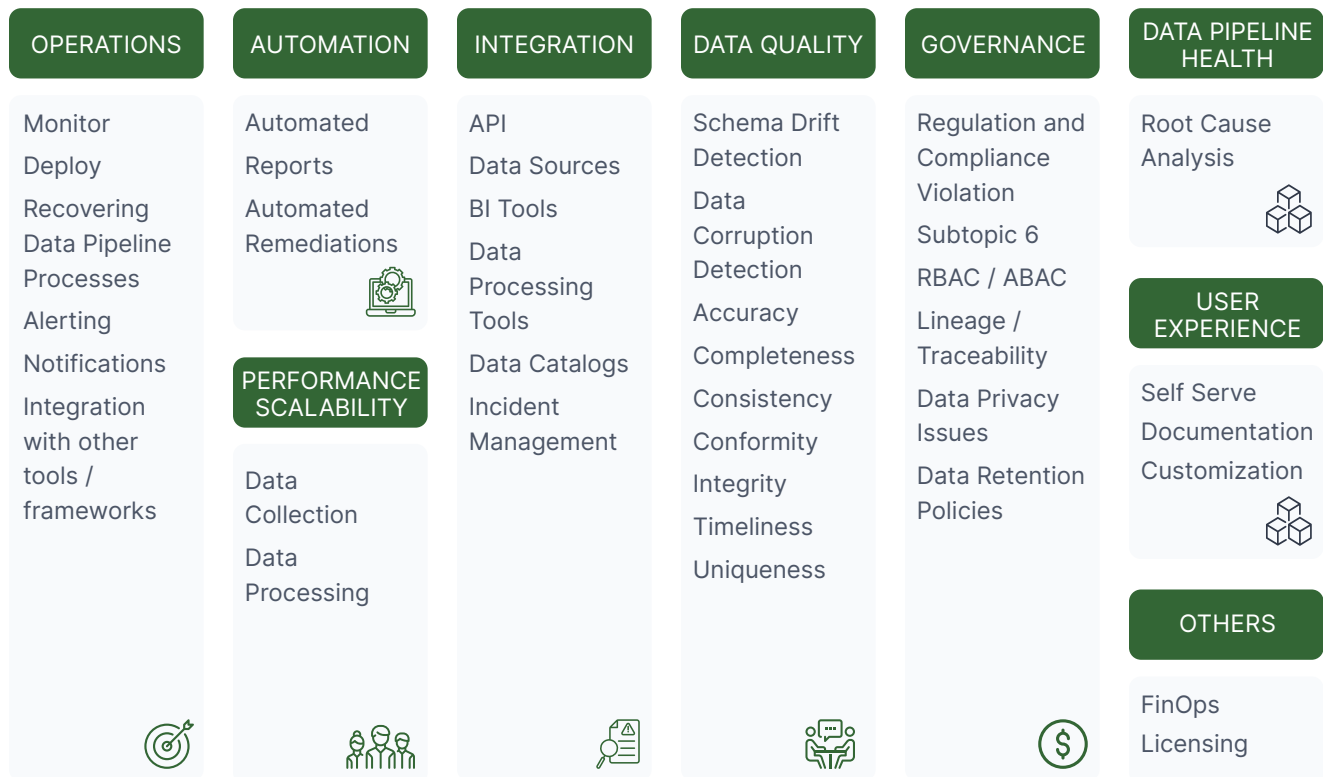 OPERATIONS
Monitor
Deploy
Recovering
Data Pipeline
Processes
Alerting
Notifications
Integration
with other
tools /
frameworks
AUTOMATION
Automated
Reports
Automated
Remediations
PERFORMANCE
SCALABILITY
Data
Collection
Data
Processing
INTEGRATION
API
Data Sources
BI Tools
Data
Processing
Tools
Data Catalogs
Incident
Management
DATA QUALITY
Schema Drift
Detection
Data
Corruption
Detection
Accuracy
Completeness
Consistency
Conformity
Integrity
Timeliness
Uniqueness
GOVERNANCE
Regulation and
Compliance
Violation
Subtopic 6
RBAC / ABAC
Lineage /
Traceability
Data Privacy
Issues
Data Retention
Policies
$
DATA PIPELINE
HEALTH
Root Cause
Analysis
USER
EXPERIENCE
Self Serve
Documentation
Customization
OTHERS
FinOps
Licensing